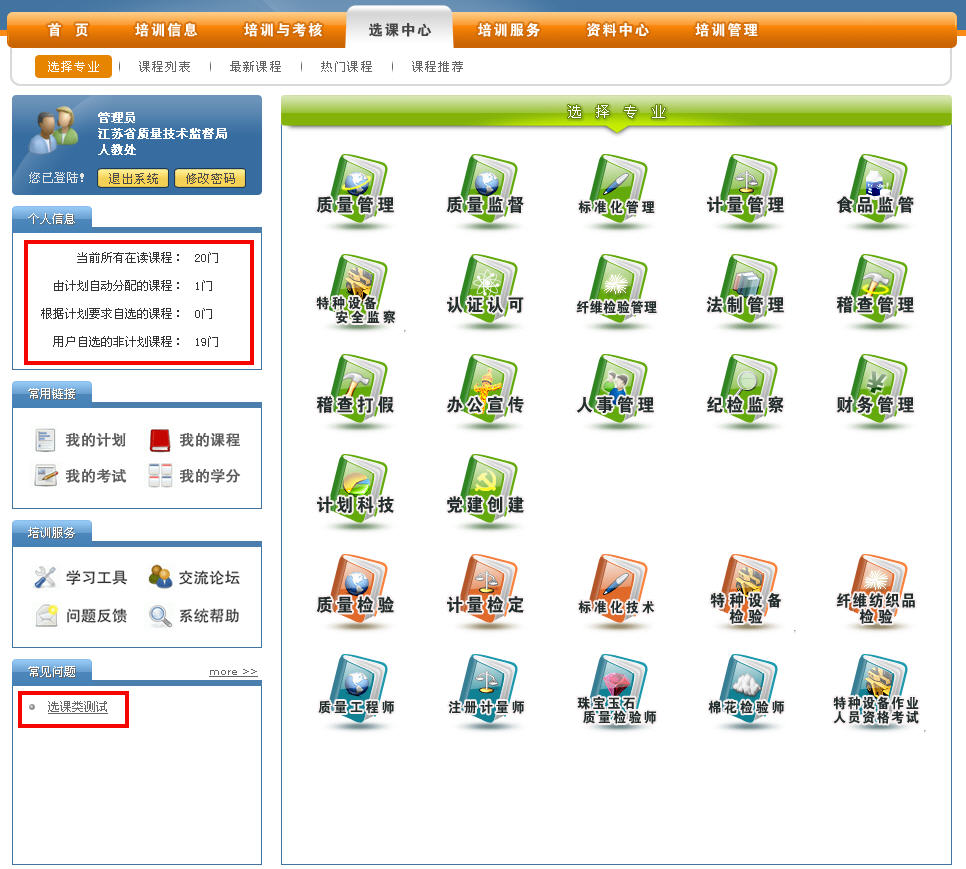 首 页 培训信息 培训与考核 选课中心 培训服务 资料中心 培训管理
选择专业 | 课程列表 | 最新课程 | 热门课程 | 课程推荐
管理员
江苏省质量技术监督局
人教处
您已登陆! 退出系统 修改密码
个人信息
当前所有在读课程： 20门
由计划自动分配的课程： 1门
根据计划要求自选的课程： 0门
用户自选的非计划课程： 19门
常用链接
我的计划 我的课程
我的考试 我的学分
培训服务
学习工具 交流论坛
问题反馈 系统帮助
常见问题 more >>
选课类测试
选 择 专 业
质量管理 质量监督 标准化管理 计量管理 食品监管
特种设备
安全监察
认证认可 纤维检验管理 法制管理 稽查管理
稽查打假 办公宣传 人事管理 纪检监察 财务管理
计划科技 党建创建
质量检验 计量检定 标准化技术
特种设备
检验
纤维纺织品
检验
质量工程师 注册计量师
珠宝玉石
质量检验师
棉花检验师
特种设备作业
人员资格考试